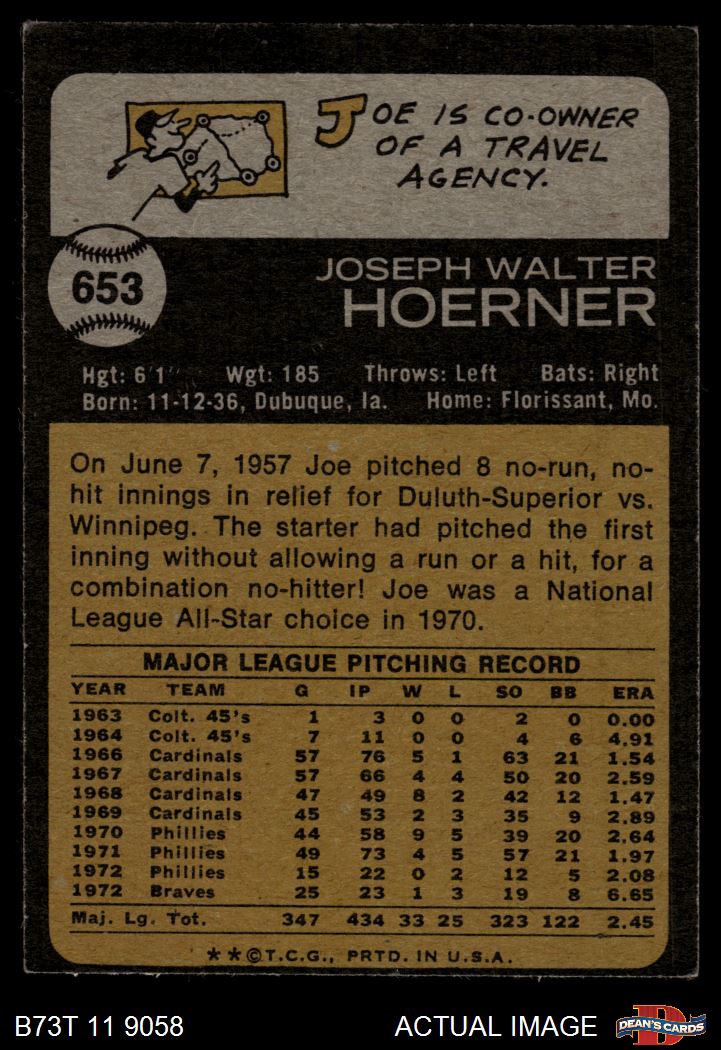 JOE IS CO-OWNER
OF A TRAVEL
AGENCY.
653
JOSEPH WALTER
HOERNER
Hgt: 6'1" Wgt: 185 Throws: Left Bats: Right
Born: 11-12-36, Dubuque, Ia. Home: Florissant, Mo.
On June 7, 1957 Joe pitched 8 no-run, no-
hit innings in relief for Duluth-Superior vs.
Winnipeg. The starter had pitched the first
inning without allowing a run or a hit, for a
combination no-hitter! Joe was a National
League All-Star choice in 1970.
MAJOR LEAGUE PITCHING RECORD
YEAR TEAM G IP W L SO BB ERA
1963 Colt. 45's 1 3 0 0 2 0 0.00
1964 Colt. 45's 7 11 0 0 4 6 4.91
1966 Cardinals 57 76 5 1 63 21 1.54
1967 Cardinals 57 66 4 4 50 20 2.59
1968 Cardinals 47 49 8 2 42 12 1.47
1969 Cardinals 45 53 2 3 35 9 2.89
1970 Phillies 44 58 9 5 39 20 2.64
1971 Phillies 49 73 4 5 57 21 1.97
1972 Phillies 15 22 0 2 12 5 2.08
1972 Braves 25 23 1 3 19 8 6.65
Maj. Lg. Tot. 347 434 33 25 323 122 2.45
**©T.C.G., PRTD. IN U.S.A.
B73T 11 9058 ACTUAL IMAGE
D
DEAN'S CARDS